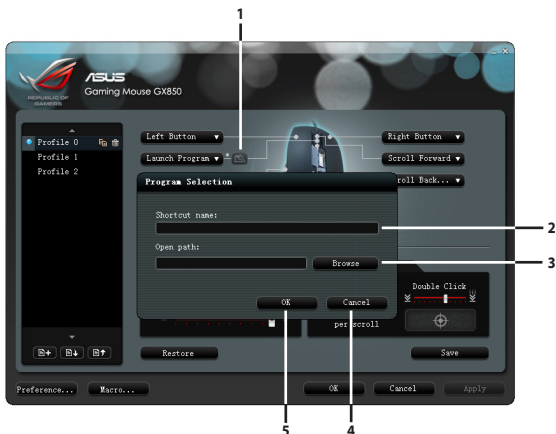 1
REPUBLIC OF
GAMERS
ASUS
Gaming Mouse GX850
Profile 0
Profile 1
Profile 2
Left Button
Right Button
Launch Program
Scroll Forward
roll Back...
Program Selection
Shortcut name:
2
Open path:
Browse
3
Double Click
OK
Cancel
per scroll
Restore
Save
Preference...
Macro...
OK
Cancel
Apply
5
4